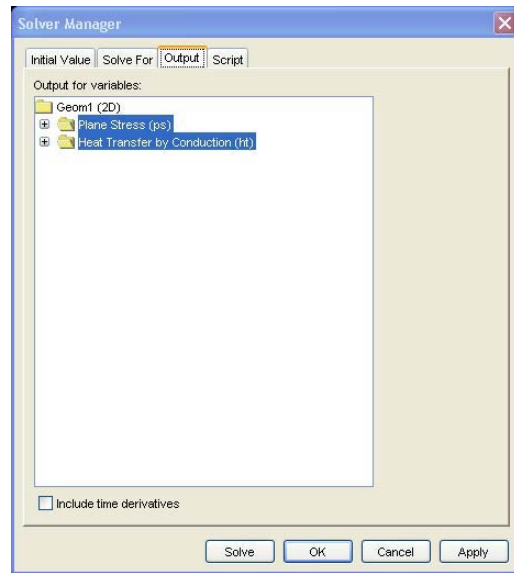 Solver Manager
Initial Value Solve For Output Script
Output for variables:
Geom1 (2D)
Plane Stress (ps)
Heat Transfer by Conduction (ht)
Include time derivatives
Solve OK Cancel Apply